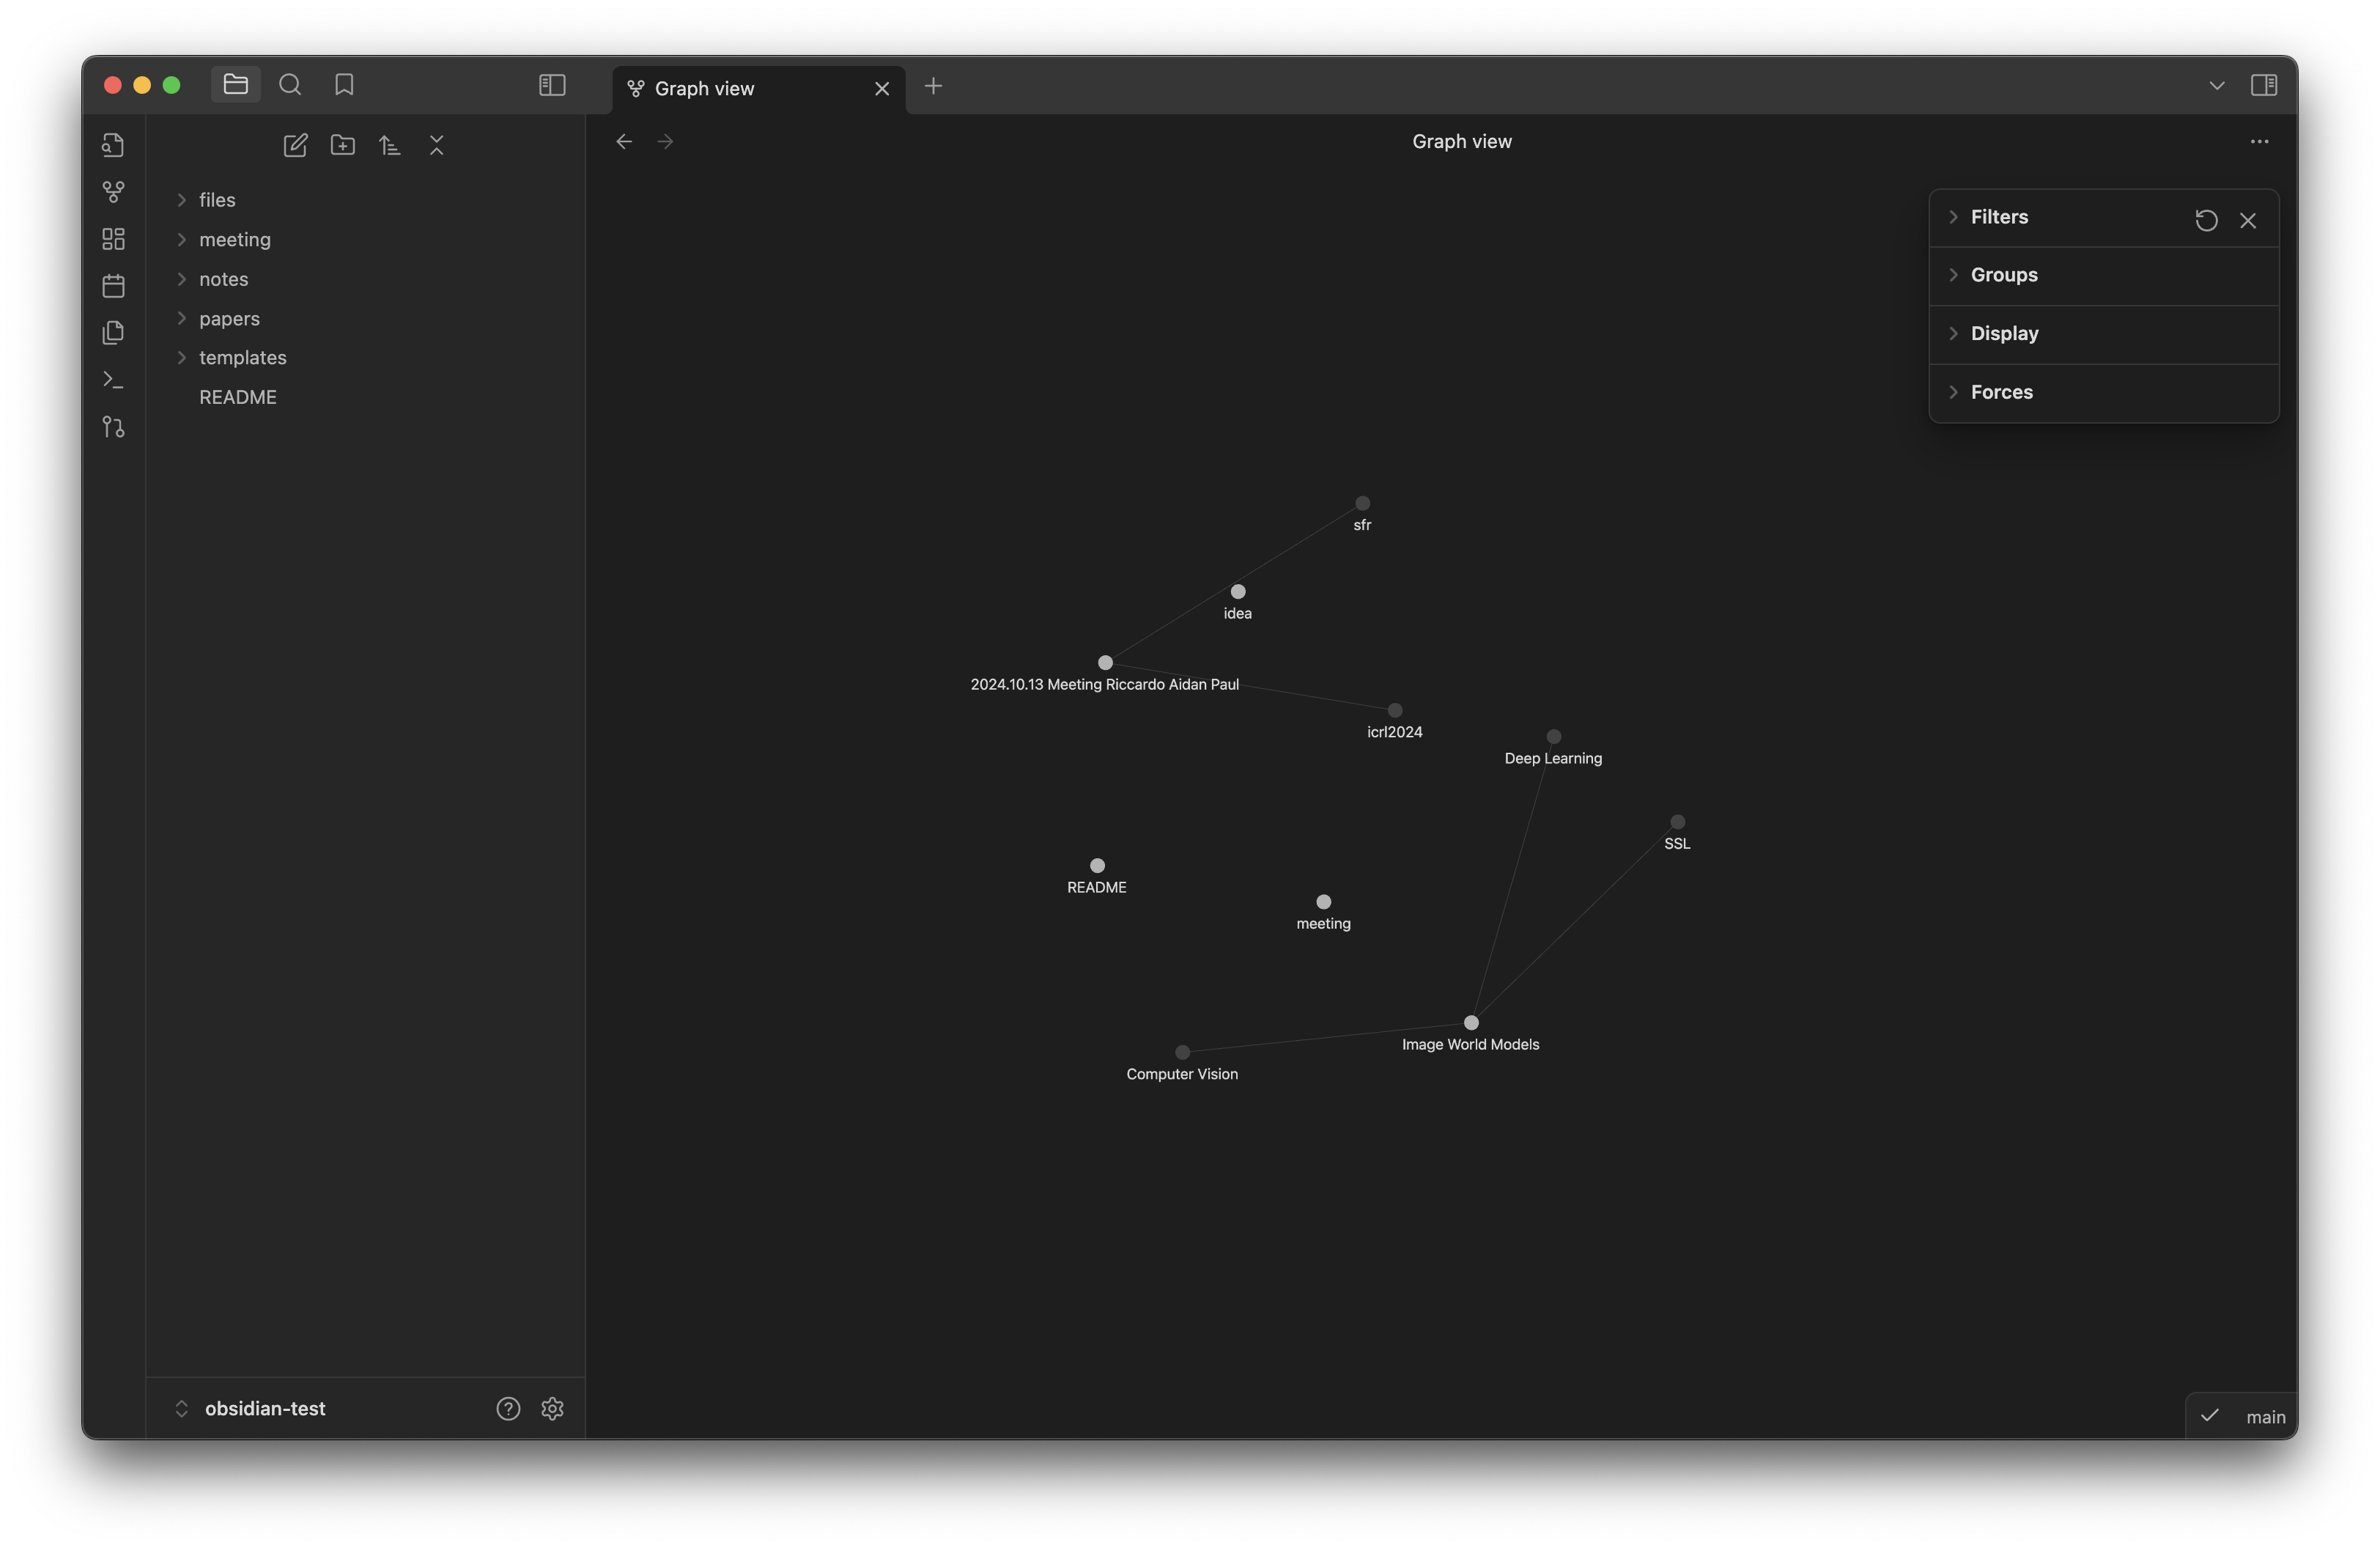 Graph view
Graph view
files
meeting
notes
papers
templates
README
Filters
Groups
Display
Forces
sfr
idea
2024.10.13 Meeting Riccardo Aidan Paul
icrl2024
Deep Learning
SSL
README
meeting
Image World Models
Computer Vision
obsidian-test
main